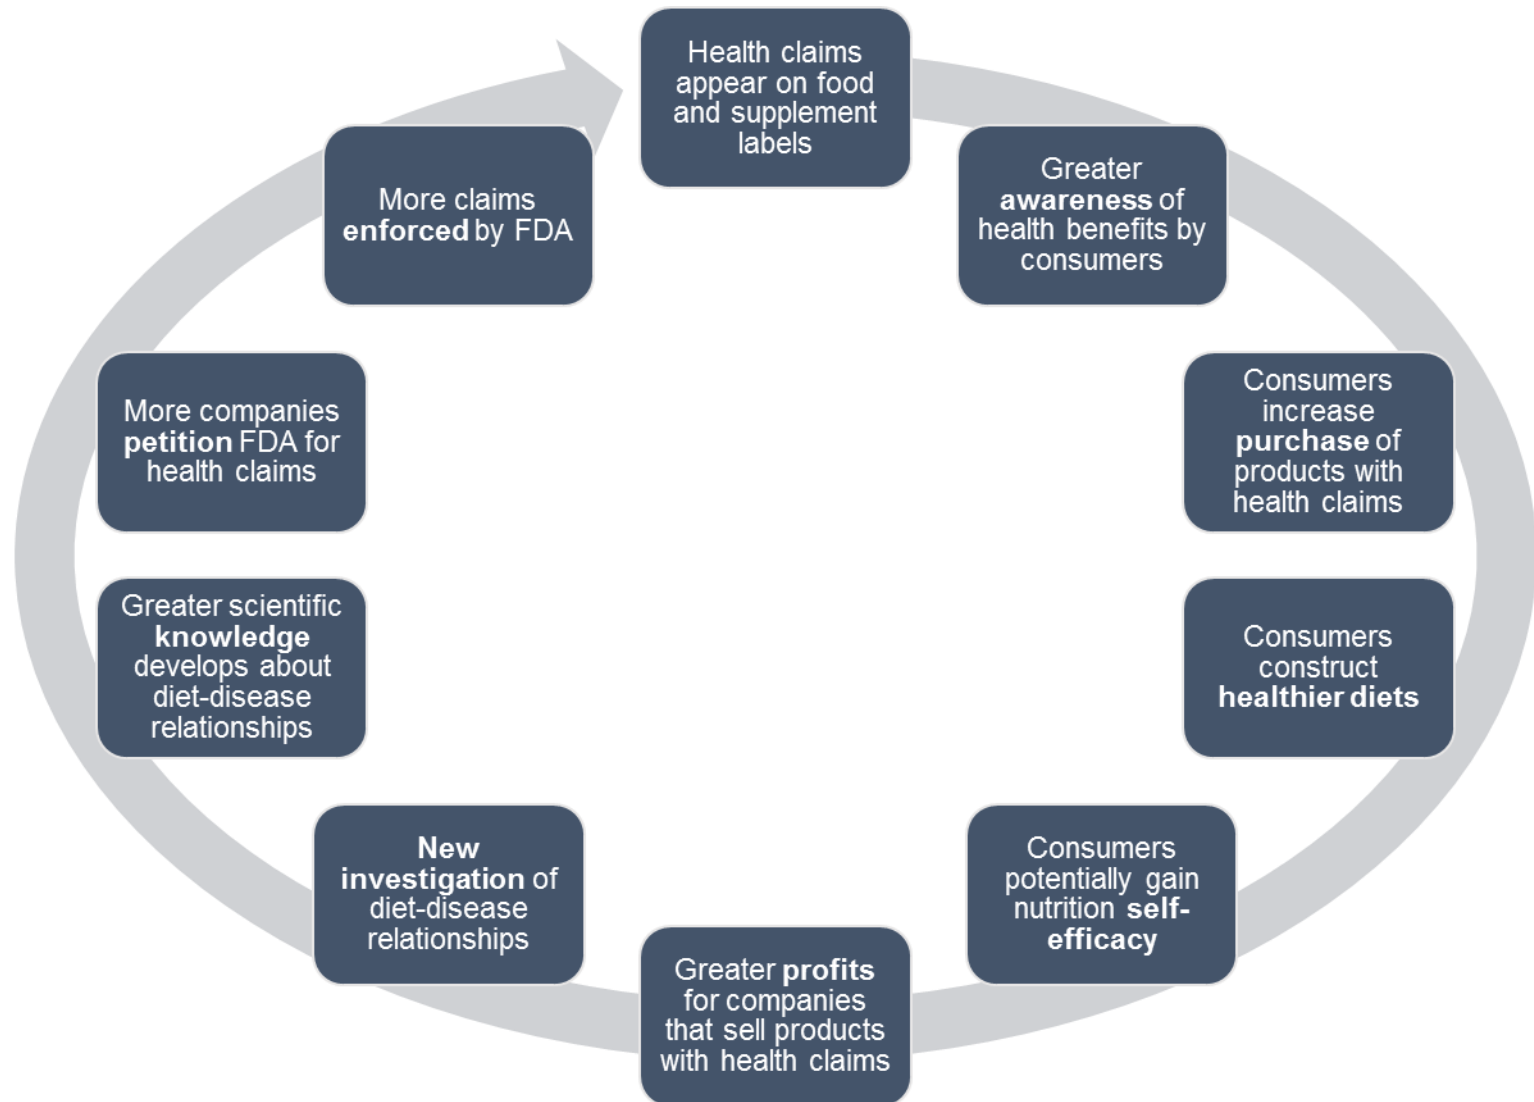 Health claims
appear on food
and supplement
labels
Greater
awareness of
health benefits by
consumers
Consumers
increase
purchase of
products with
health claims
Consumers
construct
healthier diets
Consumers
potentially gain
nutrition self-
efficacy
Greater profits
for companies
that sell products
with health claims
New
investigation of
diet-disease
relationships
Greater scientific
knowledge
develops about
diet-disease
relationships
More companies
petition FDA for
health claims
More claims
enforced by FDA